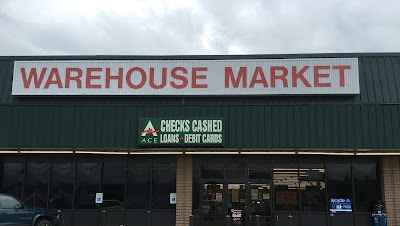 WAREHOUSE MARKET
ACE
CHECKS CASHED
LOANS • DEBIT CARDS